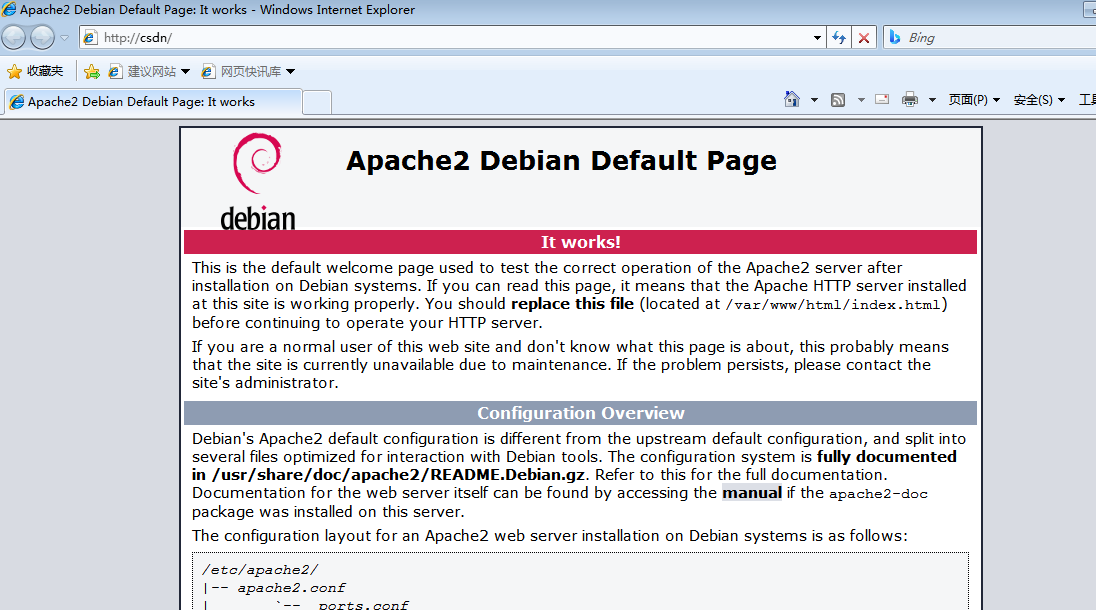 Apache2 Debian Default Page: It works - Windows Internet Explorer
http://csdn/
Bing
收藏夹 建议网站 网页快讯库
Apache2 Debian Default Page: It works
页面(P) 安全(S) 工具
debian
Apache2 Debian Default Page
It works!
This is the default welcome page used to test the correct operation of the Apache2 server after
installation on Debian systems. If you can read this page, it means that the Apache HTTP server installed
at this site is working properly. You should replace this file (located at /var/www/html/index.html)
before continuing to operate your HTTP server.
If you are a normal user of this web site and don't know what this page is about, this probably means
that the site is currently unavailable due to maintenance. If the problem persists, please contact the
site's administrator.
Configuration Overview
Debian's Apache2 default configuration is different from the upstream default configuration, and split into
several files optimized for interaction with Debian tools. The configuration system is fully documented
in /usr/share/doc/apache2/README.Debian.gz. Refer to this for the full documentation.
Documentation for the web server itself can be found by accessing the manual if the apache2-doc
package was installed on this server.
The configuration layout for an Apache2 web server installation on Debian systems is as follows:
/etc/apache2/
|-- apache2.conf
| `-- ports.conf